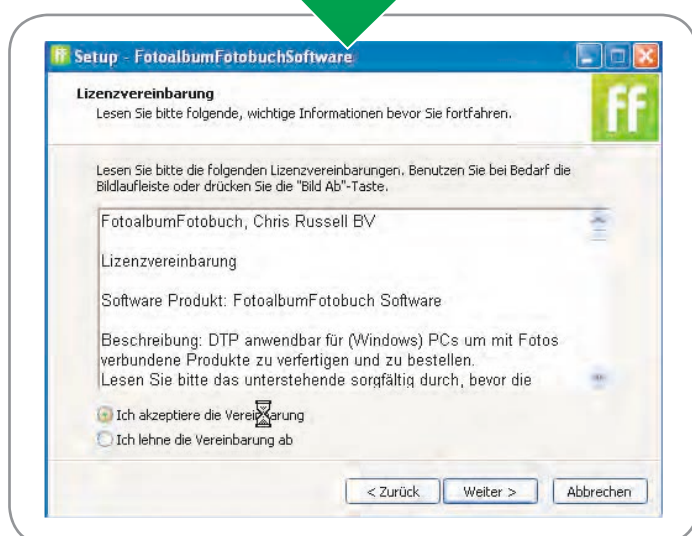 Setup - FotoalbumFotobuchSoftware
Lizenzvereinbarung
Lesen Sie bitte folgende, wichtige Informationen bevor Sie fortfahren.
ff
Lesen Sie bitte die folgenden Lizenzvereinbarungen. Benutzen Sie bei Bedarf die
Bildlaufleiste oder drücken Sie die "Bild Ab"-Taste.
FotoalbumFotobuch, Chris Russell BV
Lizenzvereinbarung
Software Produkt: FotoalbumFotobuch Software
Beschreibung: DTP anwendbar für (Windows) PCs um mit Fotos
verbundene Produkte zu verfertigen und zu bestellen.
Lesen Sie bitte das unterstehende sorgfältig durch, bevor die
Ich akzeptiere die Vereinbarung
Ich lehne die Vereinbarung ab
< Zurück
Weiter >
Abbrechen